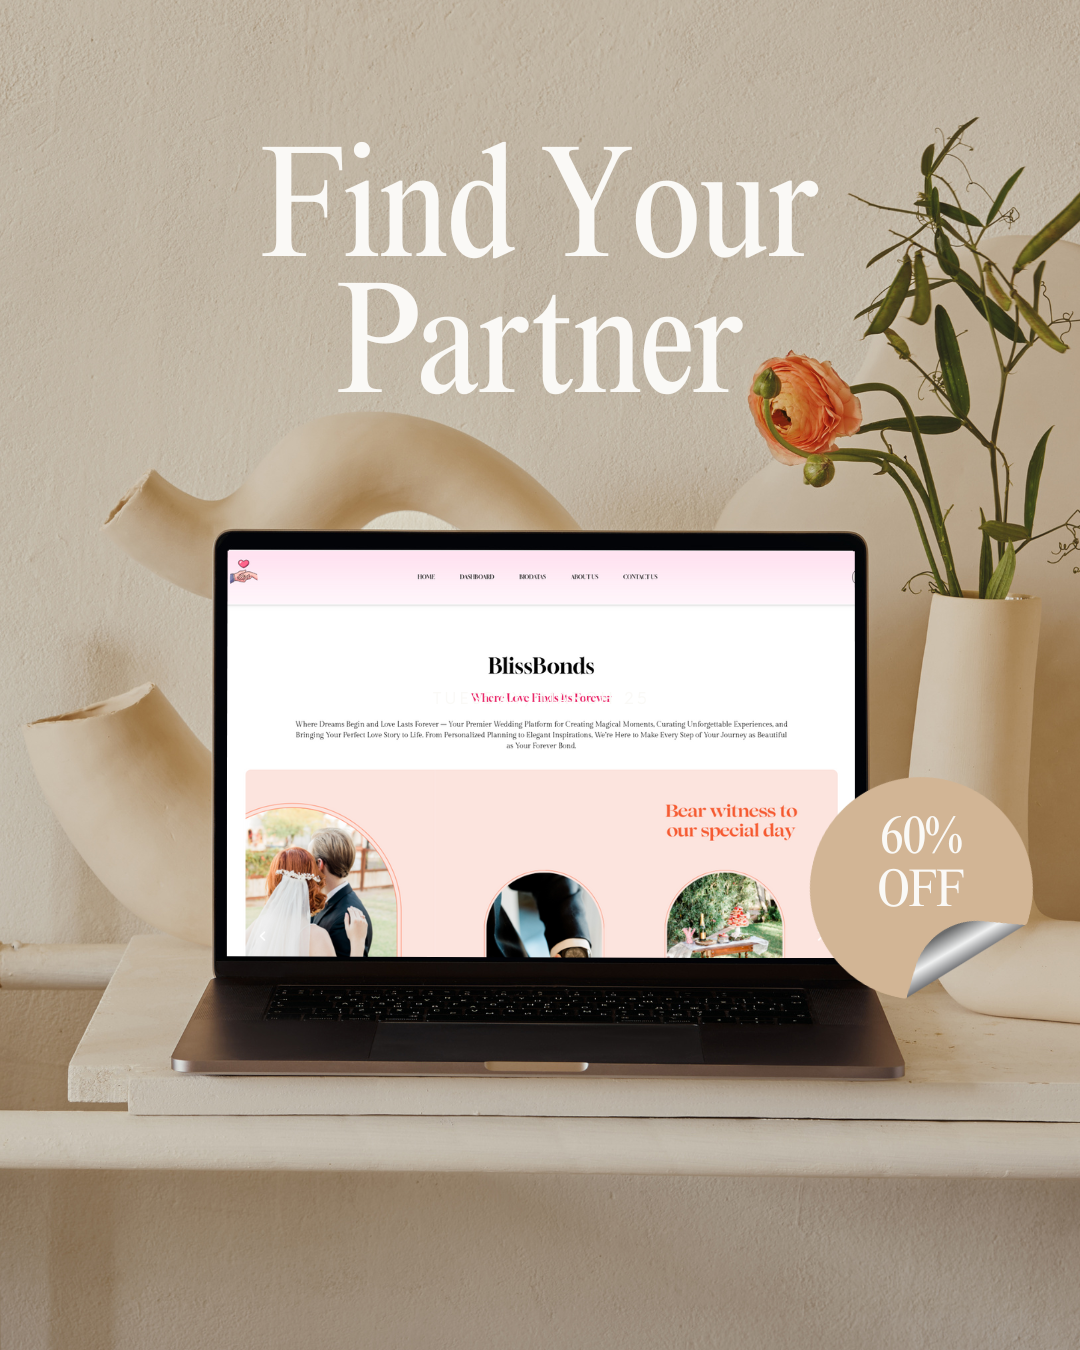 Find Your
Partner
HOME DASHBOARD BIODATAS ABOUT US CONTACT US
BlissBonds
Where Love Finds Its Forever
Where Dreams Begin and Love Lasts Forever — Your Premier Wedding Platform for Creating Magical Moments, Curating Unforgettable Experiences, and
Bringing Your Perfect Love Story to Life. From Personalized Planning to Elegant Inspirations, We're Here to Make Every Step of Your Journey as Beautiful
as Your Forever Bond.
Bear witness to
our special day
60%
OFF